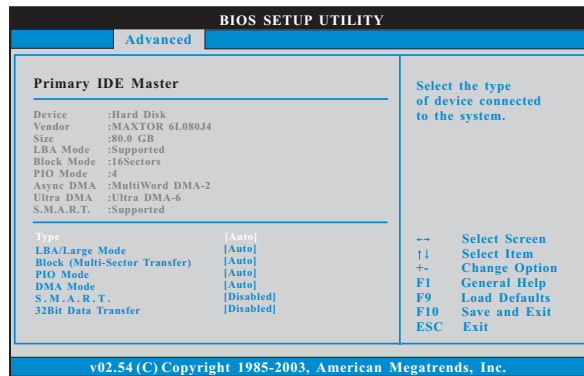 BIOS SETUP UTILITY
Advanced
Primary IDE Master
Device :Hard Disk
Vendor :MAXTOR 6L080J4
Size :80.0 GB
LBA Mode :Supported
Block Mode :16Sectors
PIO Mode :4
Async DMA :MultiWord DMA-2
Ultra DMA :Ultra DMA-6
S.M.A.R.T. :Supported
Type [Auto]
LBA/Large Mode [Auto]
Block (Multi-Sector Transfer) [Auto]
PIO Mode [Auto]
DMA Mode [Auto]
S.M.A.R.T. [Disabled]
32Bit Data Transfer [Disabled]
Select the type
of device connected
to the system.
←→ Select Screen
↑↓ Select Item
+- Change Option
F1 General Help
F9 Load Defaults
F10 Save and Exit
ESC Exit
v02.54 (C) Copyright 1985-2003, American Megatrends, Inc.